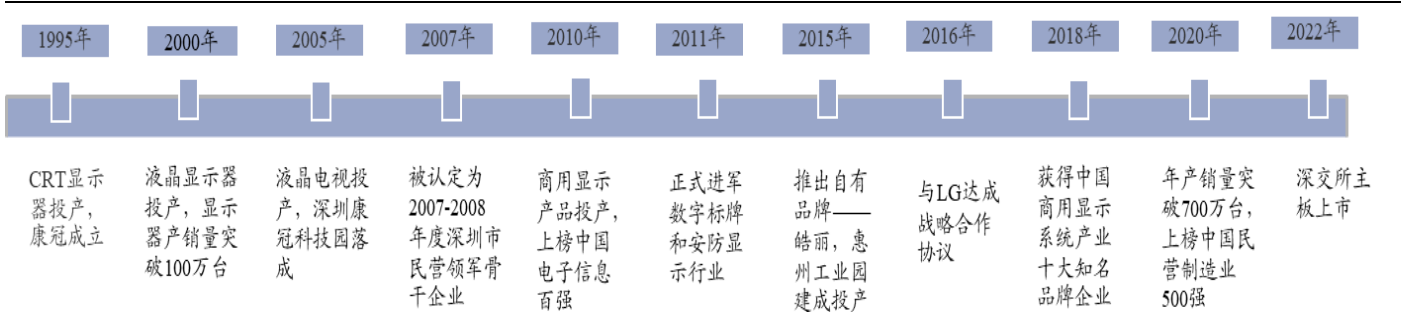 1995年
2000年
2005年
2007年
2010年
2011年
2015年
2016年
2018年
2020年
2022年
CRT显示
器投产，
康冠成立
液晶显示器
投产，显示
器产销量突
破100万台
液晶电视投
产，深圳康
冠科技园落
成
被认定为
2007-2008
年度深圳市
民营领军骨
干企业
商用显示
产品投产，
上榜中国
电子信息
百强
正式进军
数字标牌
和安防显
示行业
推出自有
品牌——
皓丽，惠
州工业园
建成投产
与LG达成
战略合作
协议
获得中国
商用显示
系统产业
十大知名
品牌企业
年产销量突
破700万台，
上榜中国民
营制造业
500强
深交所主
板上市